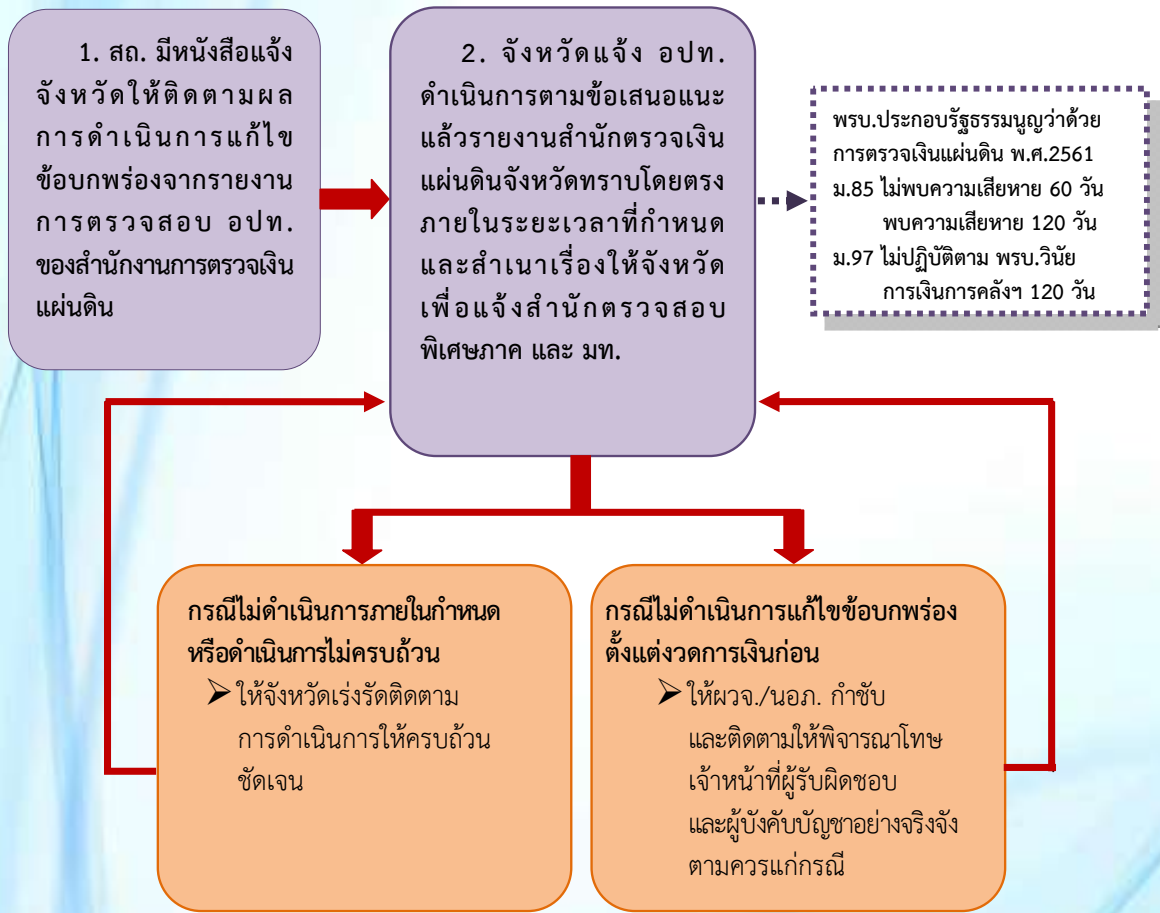 1. สถ. มีหนังสือแจ้ง
จังหวัดให้ติดตามผล
การดำเนินการแก้ไข
ข้อบกพร่องจากรายงาน
การตรวจสอบ อปท.
ของสำนักงานการตรวจเงิน
แผ่นดิน
2. จังหวัดแจ้ง อปท.
ดำเนินการตามข้อเสนอแนะ
แล้วรายงานสำนักตรวจเงิน
แผ่นดินจังหวัดทราบโดยตรง
ภายในระยะเวลาที่กำหนด
และสำเนาเรื่องให้จังหวัด
เพื่อแจ้งสำนักตรวจสอบ
พิเศษภาค และ มท.
พรบ.ประกอบรัฐธรรมนูญว่าด้วย
การตรวจเงินแผ่นดิน พ.ศ.2561
ม.85 ไม่พบความเสียหาย 60 วัน
พบความเสียหาย 120 วัน
ม.97 ไม่ปฏิบัติตาม พรบ.วินัย
การเงินการคลังฯ 120 วัน
กรณีไม่ดำเนินการภายในกำหนด
หรือดำเนินการไม่ครบถ้วน
ให้จังหวัดเร่งรัดติดตาม
การดำเนินการให้ครบถ้วน
ชัดเจน
กรณีไม่ดำเนินการแก้ไขข้อบกพร่อง
ตั้งแต่งวดการเงินก่อน
ให้ผวจ./นอภ. กำชับ
และติดตามให้พิจารณาโทษ
เจ้าหน้าที่ผู้รับผิดชอบ
และผู้บังคับบัญชาอย่างจริงจัง
ตามควรแก่กรณี